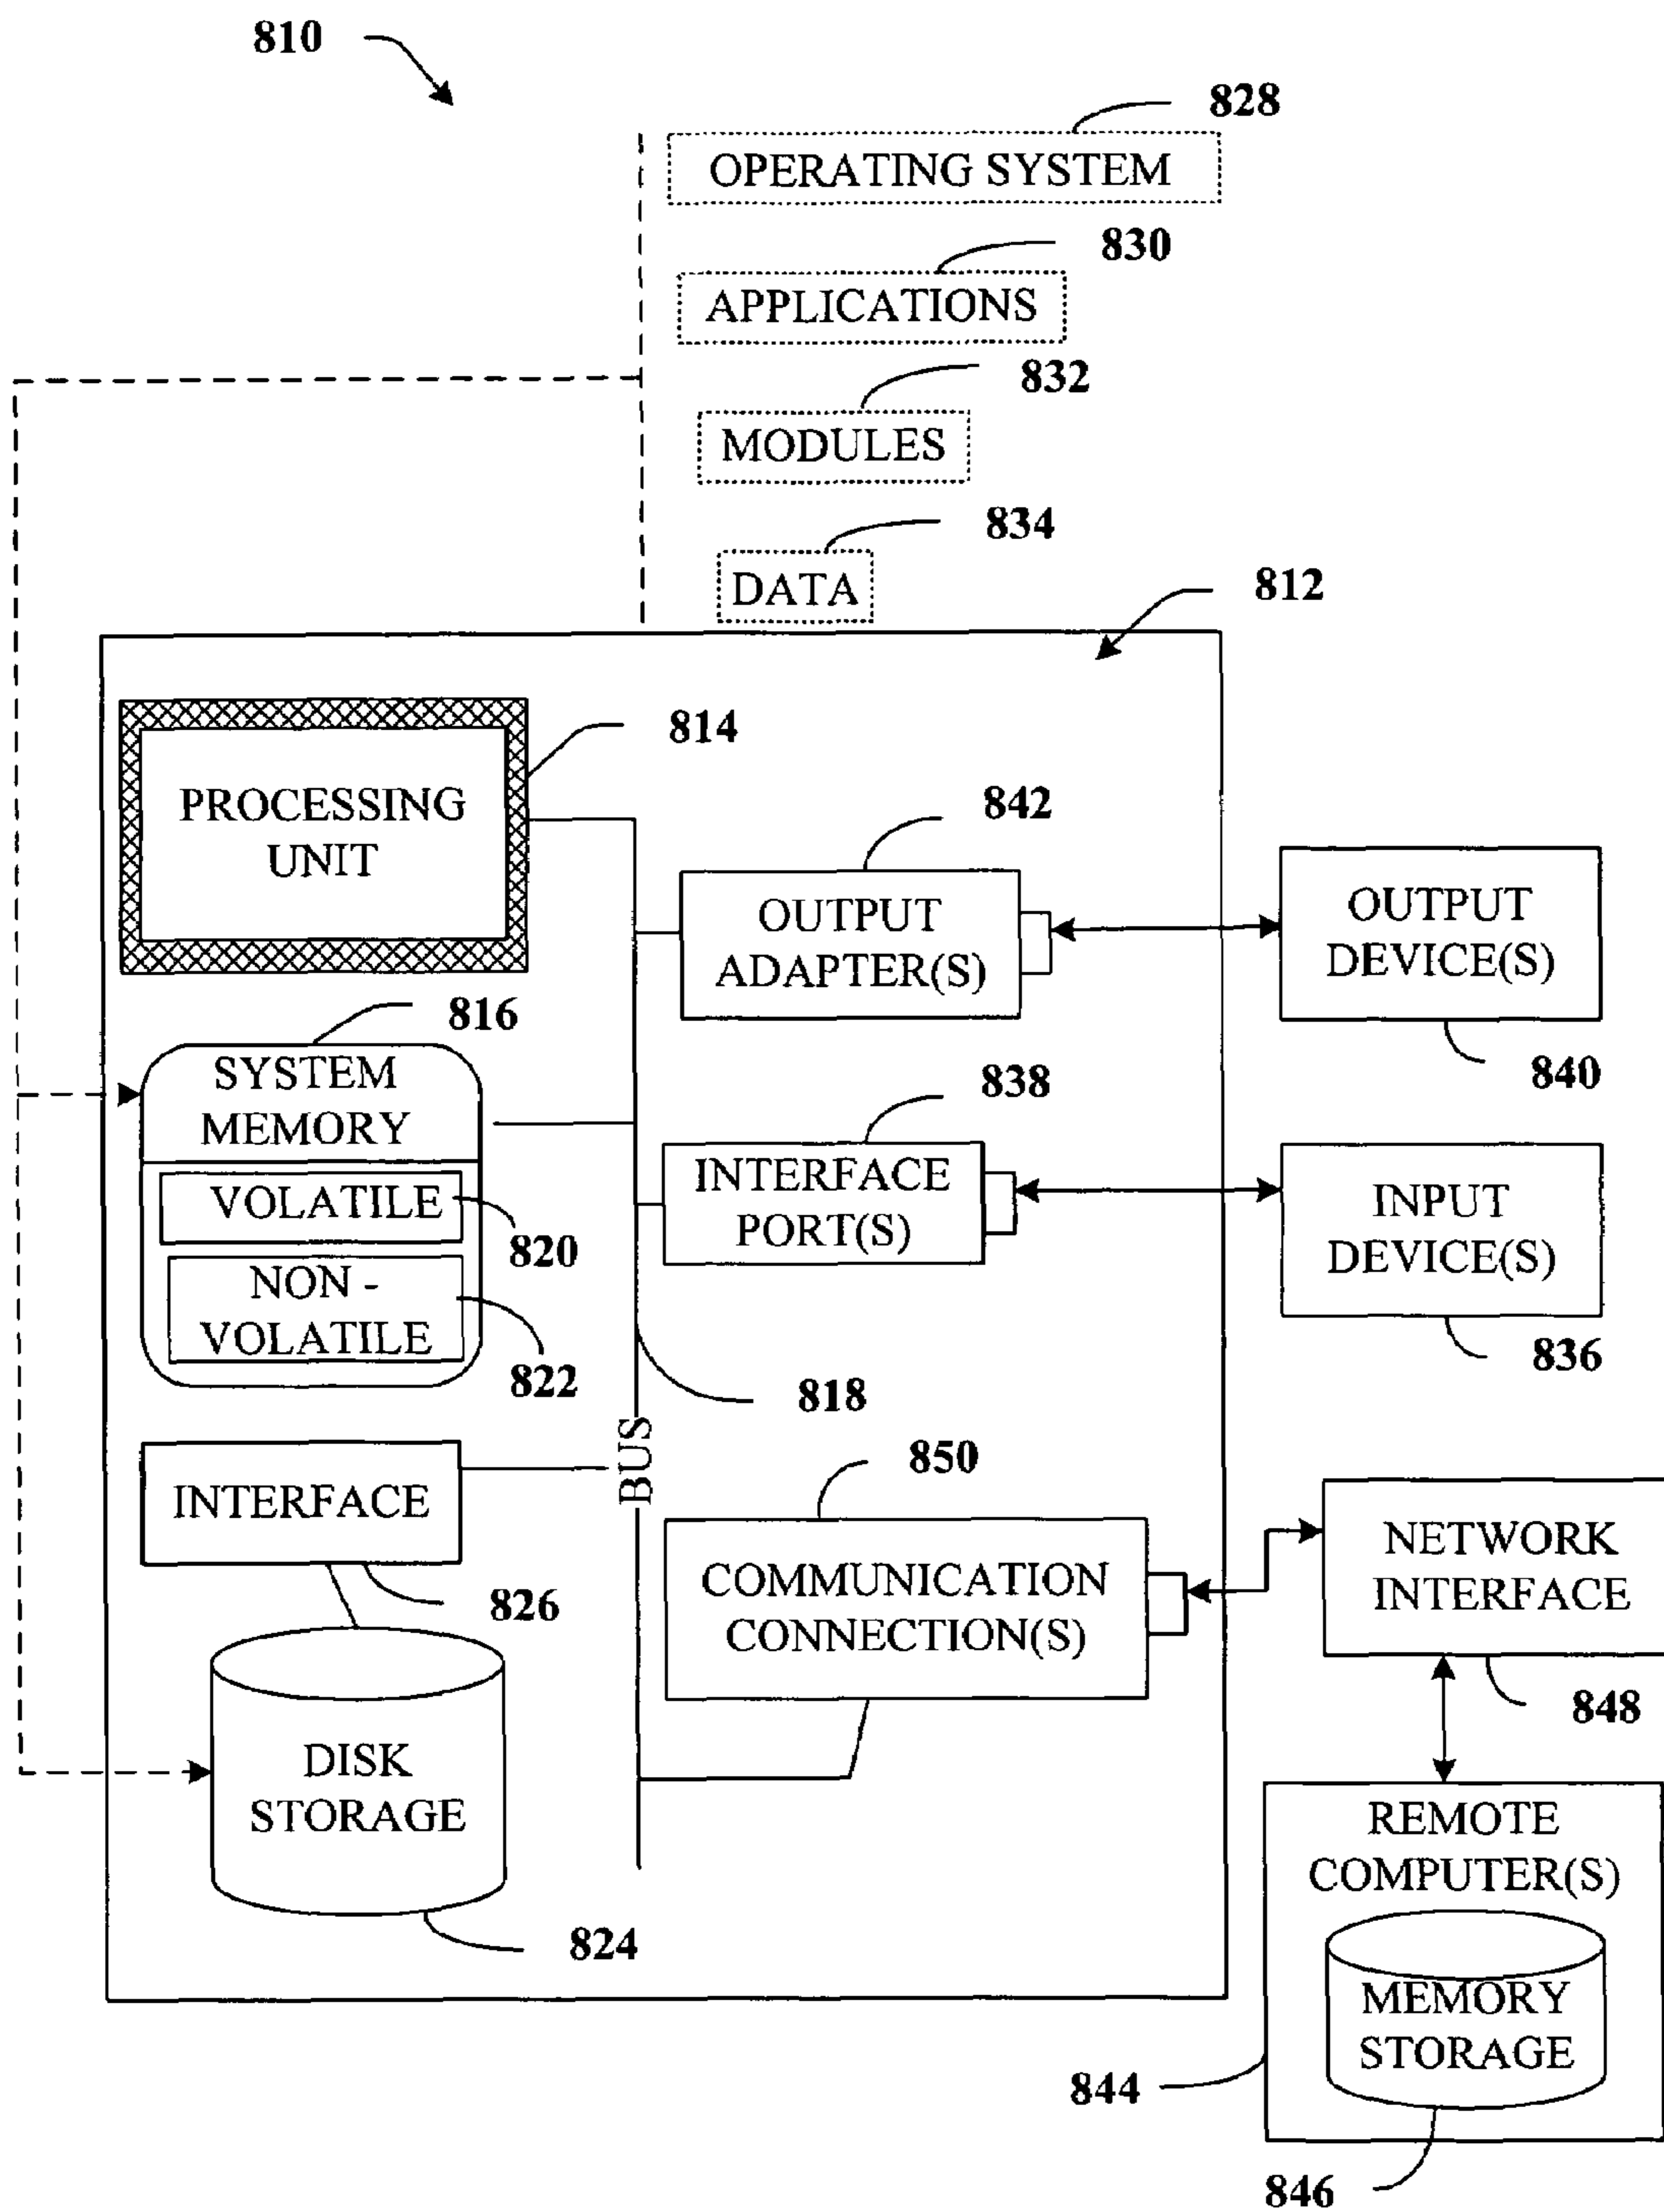 810
828
OPERATING SYSTEM
830
APPLICATIONS
832
MODULES
834
DATA
812
814
PROCESSING
UNIT
842
OUTPUT
ADAPTER(S)
OUTPUT
DEVICE(S)
840
816
SYSTEM
MEMORY
VOLATILE
820
NON -
VOLATILE
822
838
INTERFACE
PORT(S)
INPUT
DEVICE(S)
836
818
BUS
INTERFACE
826
850
COMMUNICATION
CONNECTION(S)
NETWORK
INTERFACE
848
DISK
STORAGE
824
REMOTE
COMPUTER(S)
MEMORY
STORAGE
844
846